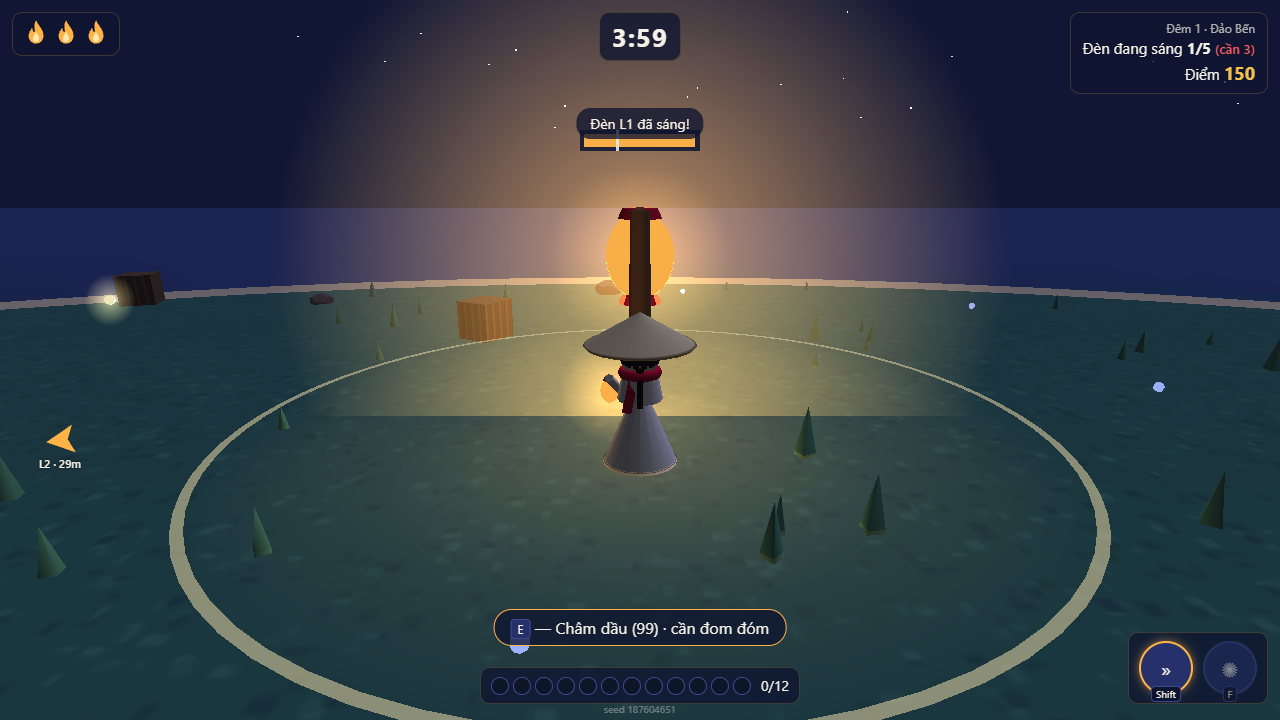 3:59
Đêm 1 · Đảo Bến
Đèn đang sáng 1/5 (cần 3)
Điểm 150
Đèn L1 đã sáng!
L2 · 29m
E — Châm dầu (99) · cần đom đóm
0/12
seed 187604651
»
Shift
F